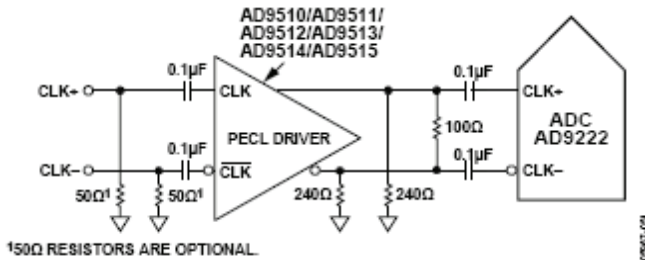 AD9510/AD9511/
AD9512/AD9513/
AD9514/AD9515
0.1µF
CLK+
CLK
PECL DRIVER
0.1µF
CLK–
CLK
50Ω¹
50Ω¹
240Ω
240Ω
100Ω
0.1µF
CLK+
ADC
AD9222
0.1µF
CLK–
¹50Ω RESISTORS ARE OPTIONAL.